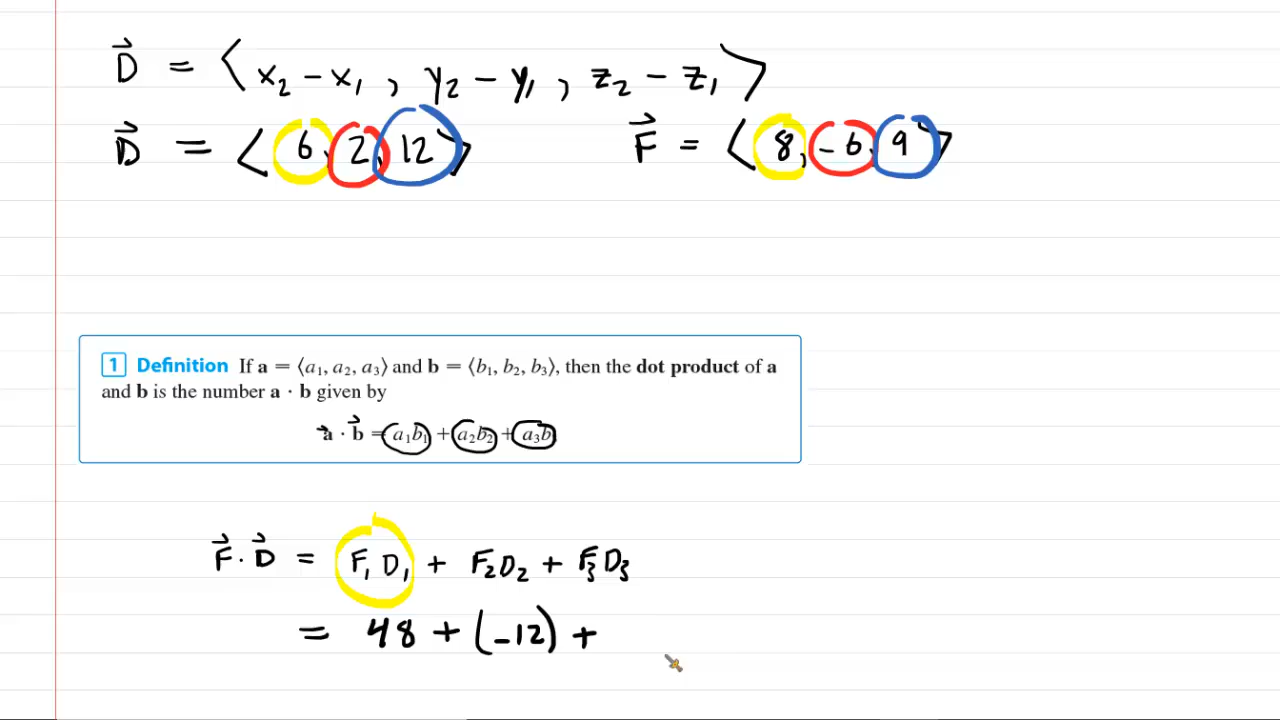 D⃗ = ⟨x₂ − x₁, y₂ − y₁, z₂ − z₁⟩
D⃗ = ⟨6, 2, 12⟩ F⃗ = ⟨8, −6, 9⟩
1 Definition If a = ⟨a₁, a₂, a₃⟩ and b = ⟨b₁, b₂, b₃⟩, then the dot product of a
and b is the number a · b given by
a⃗ · b⃗ = a₁b₁ + a₂b₂ + a₃b
F⃗ · D⃗ = F₁D₁ + F₂D₂ + F₃D₃
= 48 + (−12) +